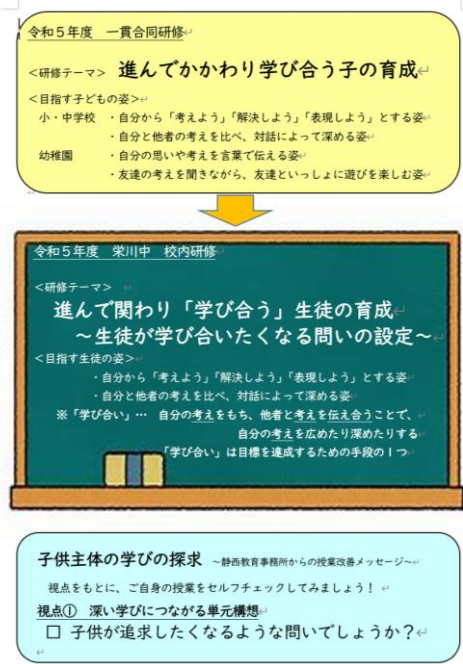 令和5年度　一貫合同研修
<研修テーマ>　進んでかかわり学び合う子の育成
<目指す子どもの姿>
小・中学校　・自分から「考えよう」「解決しよう」「表現しよう」とする姿
・自分と他者の考えを比べ、対話によって深める姿
幼稚園　・自分の思いや考えを言葉で伝える姿
・友達の考えを聞きながら、友達といっしょに遊びを楽しむ姿
令和5年度　栄川中　校内研修
<研修テーマ>
進んで関わり「学び合う」生徒の育成
～生徒が学び合いたくなる問いの設定～
<目指す生徒の姿>
・自分から「考えよう」「解決しよう」「表現しよう」とする姿
・自分と他者の考えを比べ、対話によって深める姿
※「学び合い」…　自分の考えをもち、他者と考えを伝え合うことで、
自分の考えを広めたり深めたりする
「学び合い」は目標を達成するための手段の1つ
子供主体の学びの探求　～静西教育事務所からの授業改善メッセージ～
視点をもとに、ご自身の授業をセルフチェックしてみましょう！
視点①　深い学びにつながる単元構想
□ 子供が追求したくなるような問いでしょうか？